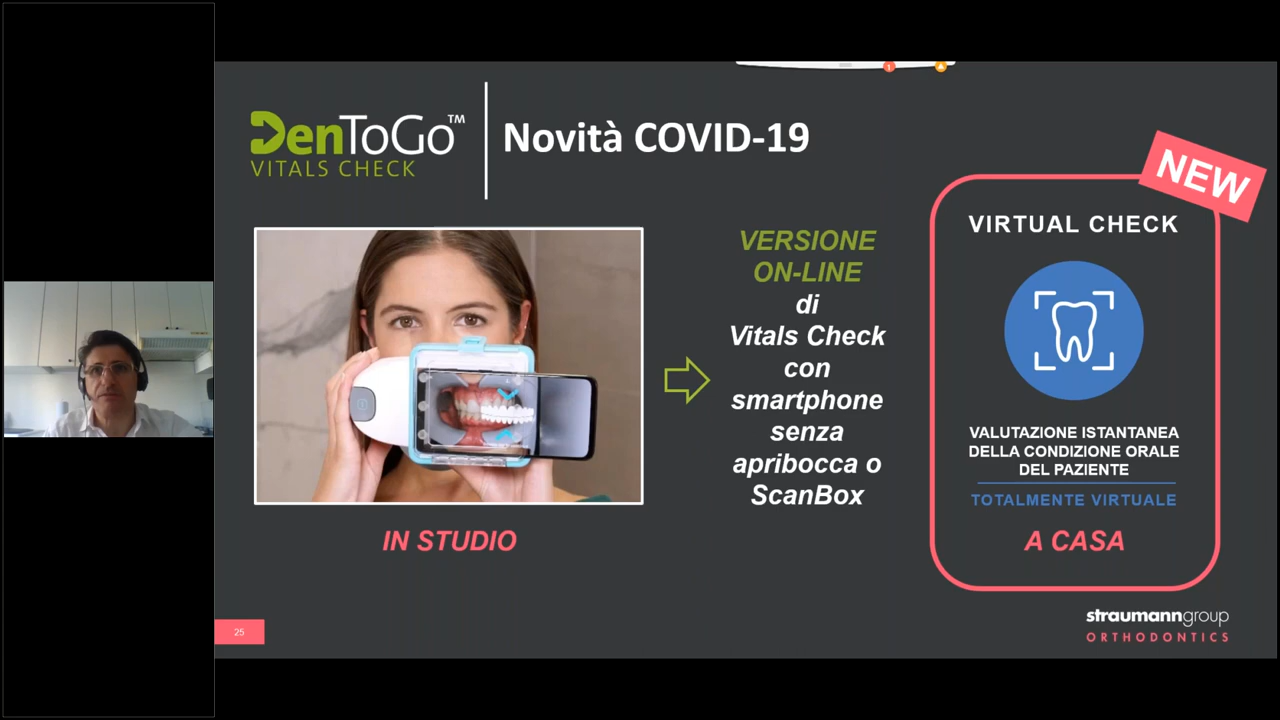 DenToGo™
VITALS CHECK
Novità COVID-19
NEW
VIRTUAL CHECK
VERSIONE
ON-LINE
di
Vitals Check
con
smartphone
senza
apribocca o
ScanBox
VALUTAZIONE ISTANTANEA
DELLA CONDIZIONE ORALE
DEL PAZIENTE
TOTALMENTE VIRTUALE
IN STUDIO
A CASA
25
straumanngroup
ORTHODONTICS